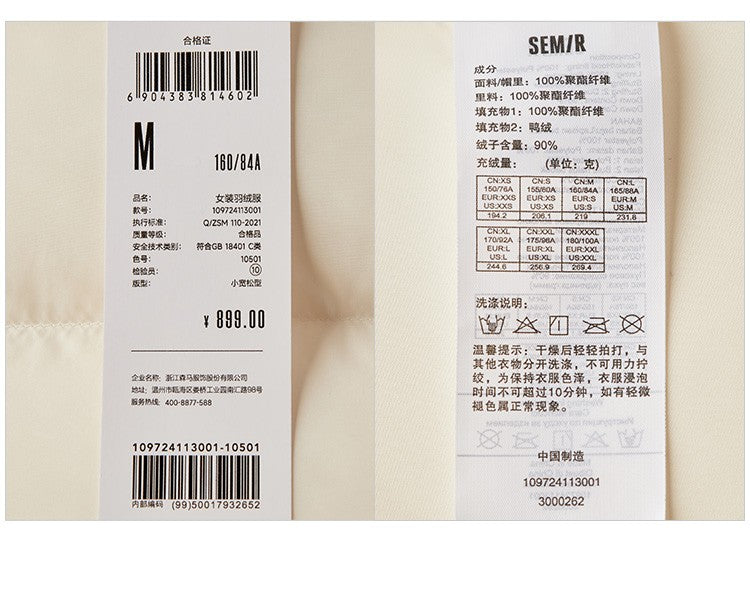 合格证
6 904383 814602
M
160/84A
品名: 女装羽绒服
款号: 109724113001
执行标准: Q/ZSM 110-2021
质量等级: 合格品
安全技术类别: 符合GB 18401 C类
色号: 10501
检验员: 10
版型: 小宽松型
¥ 899.00
企业名称: 浙江森马服饰股份有限公司
地址: 温州市瓯海区娄桥工业园南汇路98号
服务热线: 400-8877-588
109724113001-10501
内部编码 (99)50017932652
SEMIR
成分
面料/帽里: 100%聚酯纤维
里料: 100%聚酯纤维
填充物1: 100%聚酯纤维
填充物2: 鸭绒
绒子含量: 90%
充绒量: (单位: 克)
CN:XS CN:S CN:M CN:L
150/76A 155/80A 160/84A 165/88A
EUR:XXS EUR:XS EUR:S EUR:M
US:XXS US:XS US:S US:M
194.2 206.1 219 231.8
CN:XL CN:XXL CN:XXXL
170/92A 175/96A 180/100A
EUR:L EUR:XL EUR:XXL
US:L US:XL US:XXL
244.6 256.9 269.4
洗涤说明:
温馨提示: 干燥后轻轻拍打, 与
其他衣物分开洗涤, 不可用力拧
绞, 为保持衣服色泽, 衣服浸泡
时间不可超过10分钟, 如有轻微
褪色属正常现象。
中国制造
109724113001
3000262